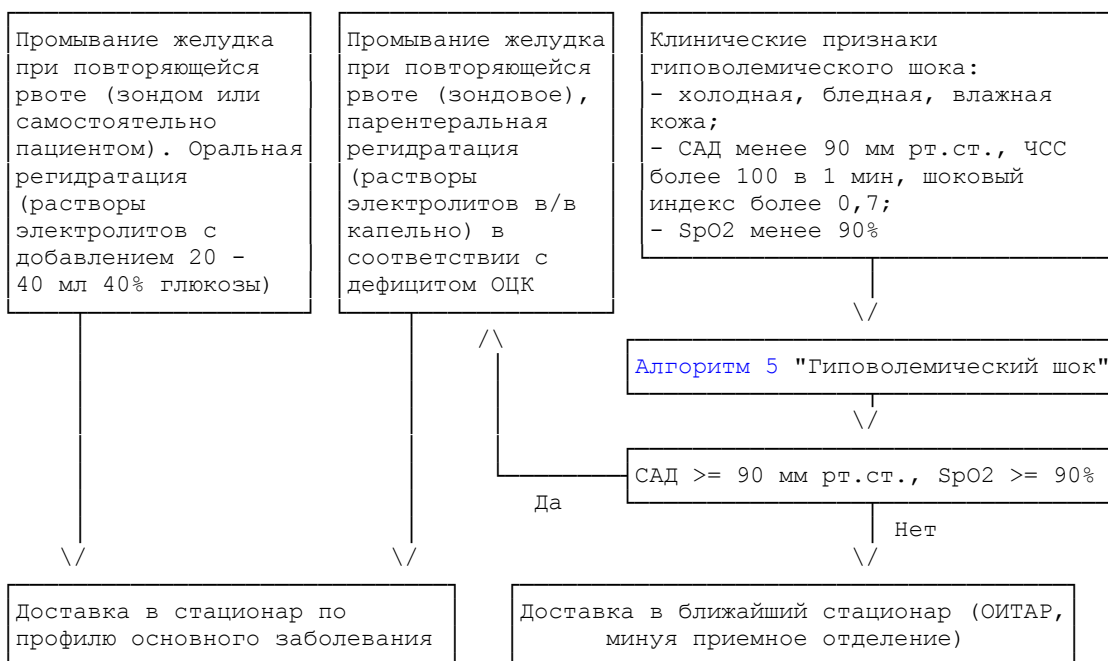 Промывание желудка
при повторяющейся
рвоте (зондом или
самостоятельно
пациентом). Оральная
регидратация
(растворы
электролитов с
добавлением 20 -
40 мл 40% глюкозы)
Промывание желудка
при повторяющейся
рвоте (зондовое),
парентеральная
регидратация
(растворы
электролитов в/в
капельно) в
соответствии с
дефицитом ОЦК
Клинические признаки
гиповолемического шока:
- холодная, бледная, влажная
кожа;
- САД менее 90 мм рт.ст., ЧСС
более 100 в 1 мин, шоковый
индекс более 0,7;
- SpO2 менее 90%
Алгоритм 5 "Гиповолемический шок"
САД >= 90 мм рт.ст., SpO2 >= 90%
Да
Нет
Доставка в стационар по
профилю основного заболевания
Доставка в ближайший стационар (ОИТАР,
минуя приемное отделение)